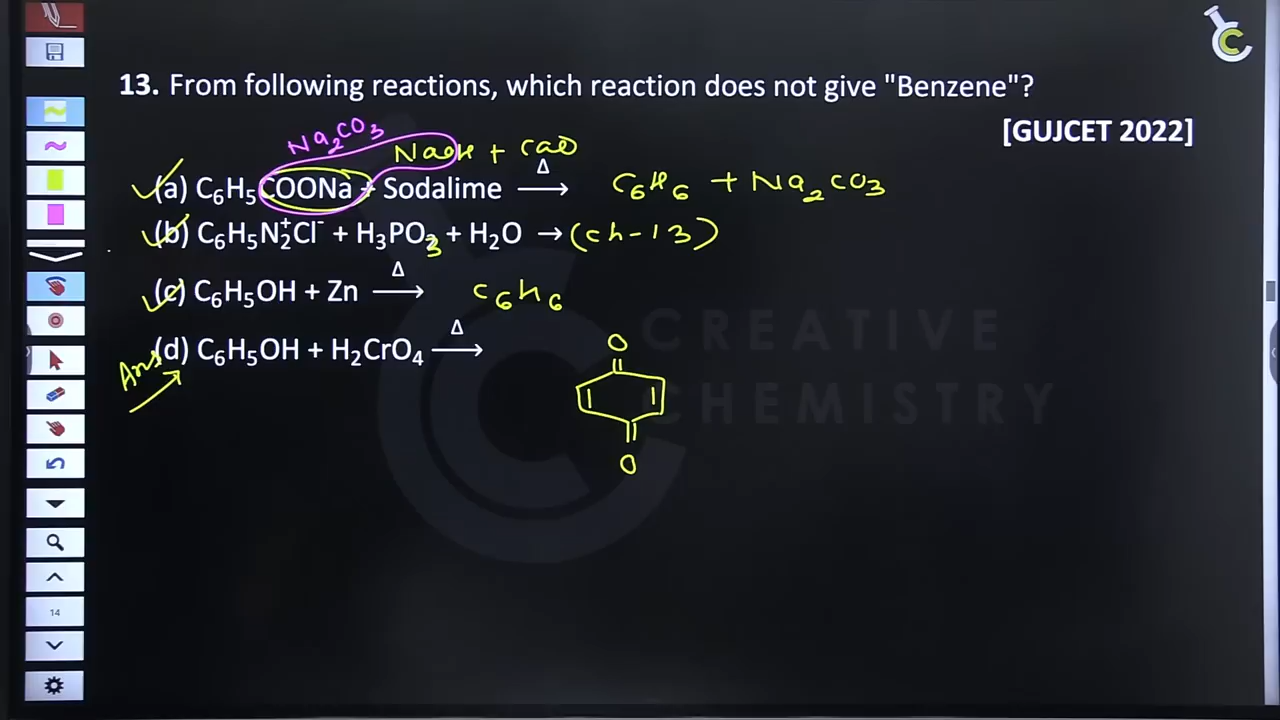 13. From following reactions, which reaction does not give "Benzene"?
[GUJCET 2022]
Na₂CO₃
NaOH + CaO
(a) C₆H₅COONa + Sodalime Δ⟶ C₆H₆ + Na₂CO₃
(b) C₆H₅N₂⁺Cl⁻ + H₃PO₂ + H₂O → (ch-13)
(c) C₆H₅OH + Zn Δ⟶ C₆H₆
Ans (d) C₆H₅OH + H₂CrO₄ Δ⟶
O
O
CREATIVE
CHEMISTRY
14